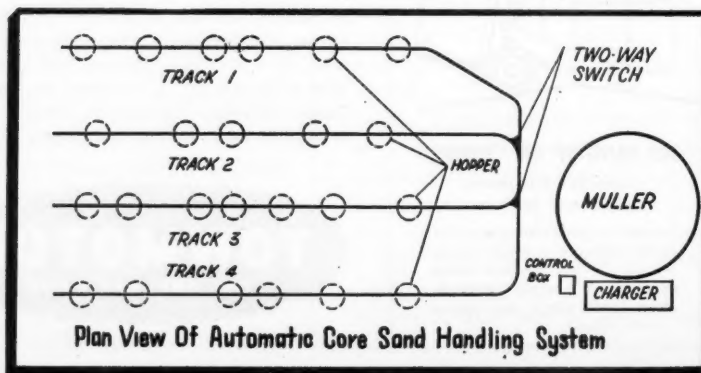 TRACK 1
TWO-WAY
SWITCH
TRACK 2
HOPPER
MULLER
TRACK 3
TRACK 4
CONTROL
BOX
CHARGER
Plan View Of Automatic Core Sand Handling System